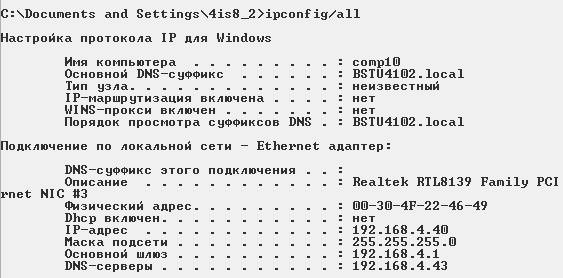 C:\Documents and Settings\4is8_2>ipconfig/all
Настройка протокола IP для Windows
Имя компьютера . . . . . . . . . : comp10
Основной DNS-суффикс . . . . . . : BSTU4102.local
Тип узла. . . . . . . . . . . . . : неизвестный
IP-маршрутизация включена . . . . : нет
WINS-прокси включен . . . . . . . : нет
Порядок просмотра суффиксов DNS . : BSTU4102.local
Подключение по локальной сети - Ethernet адаптер:
DNS-суффикс этого подключения . . :
Описание . . . . . . . . . . . . : Realtek RTL8139 Family PCI
rnet NIC #3
Физический адрес. . . . . . . . . : 00-30-4F-22-46-49
Dhcp включен. . . . . . . . . . . : нет
IP-адрес . . . . . . . . . . . . : 192.168.4.40
Маска подсети . . . . . . . . . . : 255.255.255.0
Основной шлюз . . . . . . . . . . : 192.168.4.1
DNS-серверы . . . . . . . . . . . : 192.168.4.43